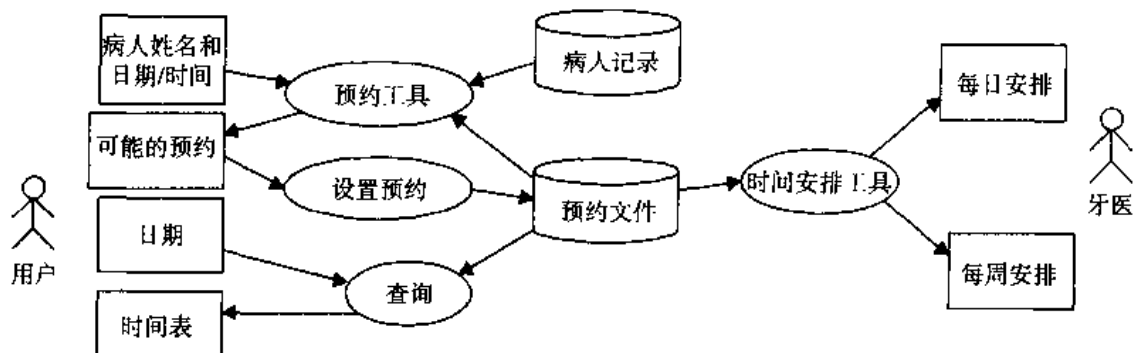 病人姓名和
日期/时间
病人记录
预约工具
每日安排
可能的预约
设置预约
预约文件
时间安排工具
牙医
日期
用户
查询
每周安排
时间表